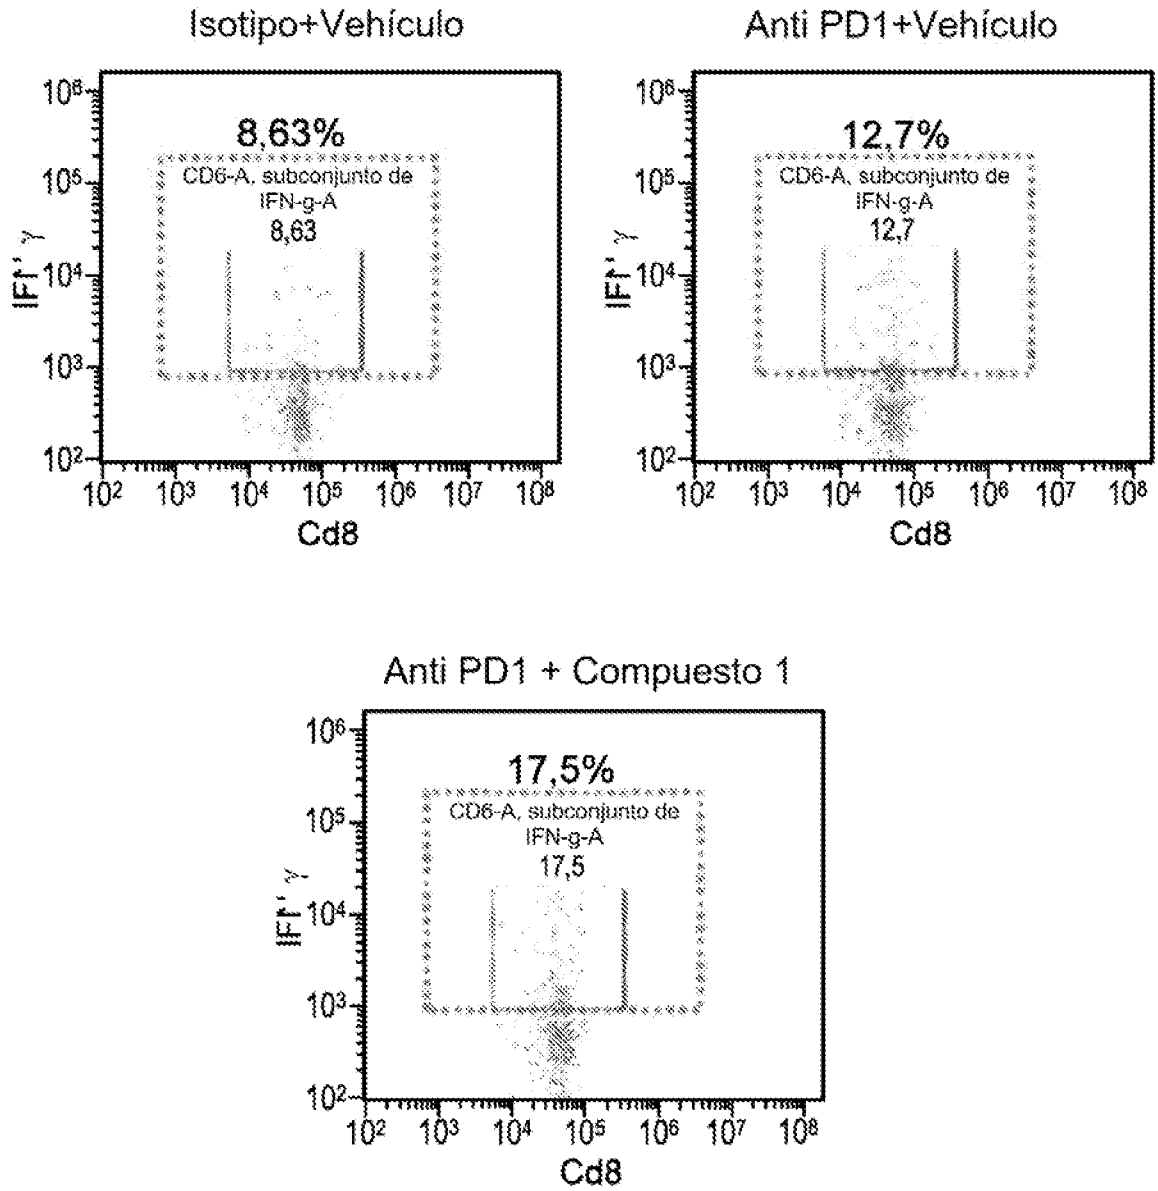 Isotipo+Vehículo
10⁶
8,63%
10⁵
CD6-A, subconjunto de
IFN-g-A
8,63
10⁴
10³
10²
10² 10³ 10⁴ 10⁵ 10⁶ 10⁷ 10⁸
Cd8
Anti PD1+Vehículo
10⁶
12,7%
10⁵
CD6-A, subconjunto de
IFN-g-A
12,7
10⁴
γ
10³
10²
10² 10³ 10⁴ 10⁵ 10⁶ 10⁷ 10⁸
Cd8
Anti PD1 + Compuesto 1
10⁶
17,5%
10⁵
CD6-A, subconjunto de
IFN-g-A
17,5
10⁴
γ
10³
10²
10² 10³ 10⁴ 10⁵ 10⁶ 10⁷ 10⁸
Cd8